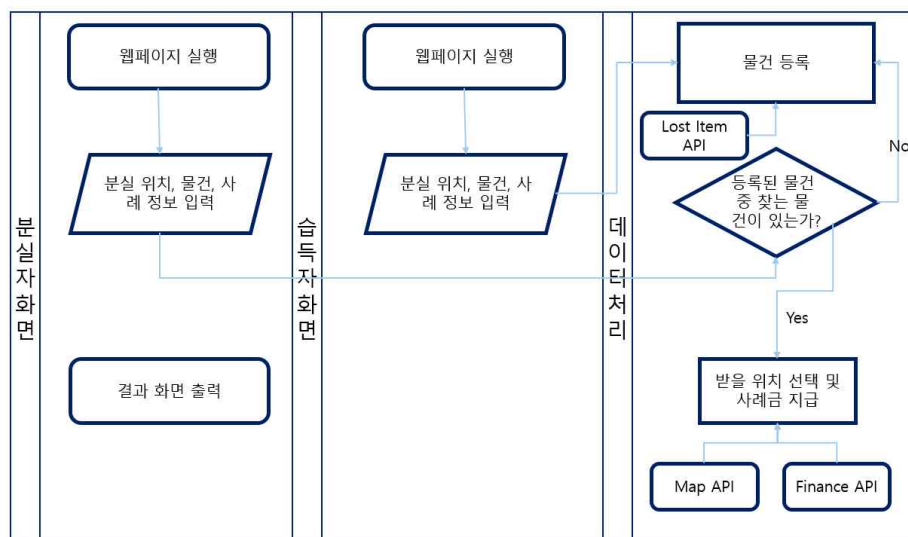 분실자화면
웹페이지 실행
분실 위치, 물건, 사
례 정보 입력
결과 화면 출력
습득자화면
웹페이지 실행
분실 위치, 물건, 사
례 정보 입력
데이터처리
물건 등록
Lost Item
API
No
등록된 물건
중 찾는 물
건이 있는가?
Yes
받을 위치 선택 및
사례금 지급
Map API
Finance API